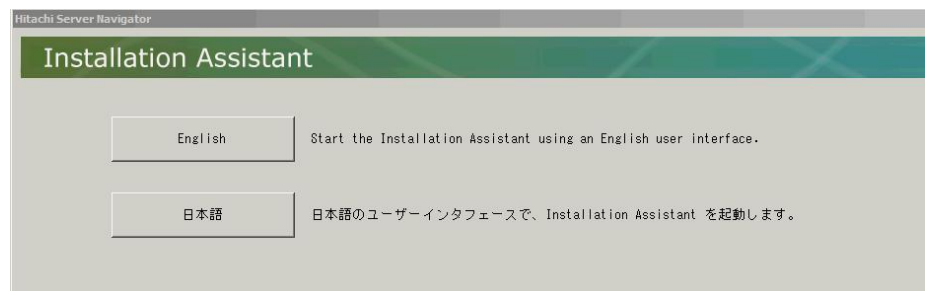 Hitachi Server Navigator
Installation Assistant
English
Start the Installation Assistant using an English user interface.
日本語
日本語のユーザーインタフェースで、Installation Assistant を起動します。